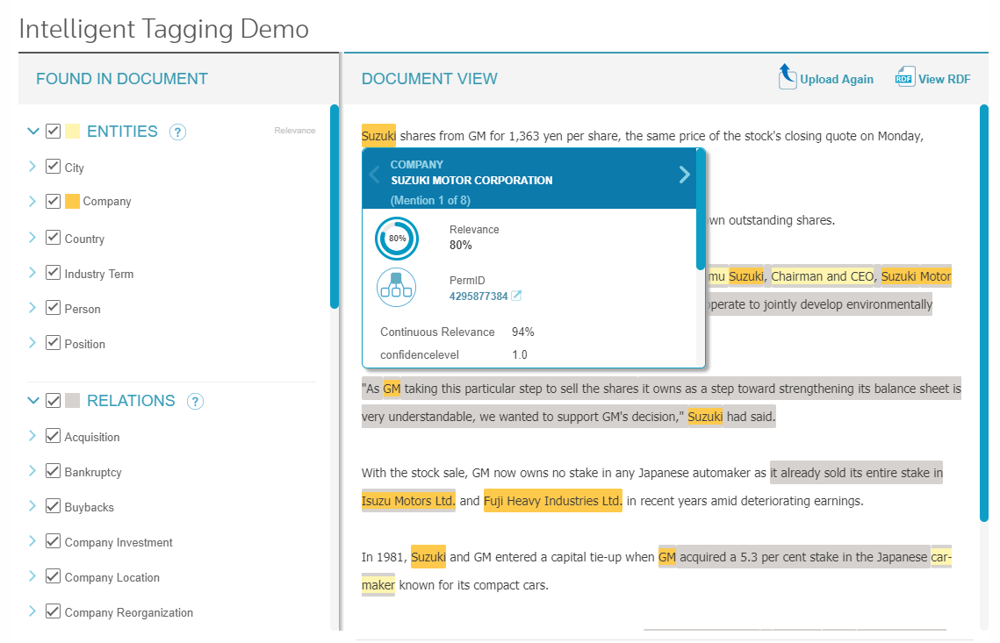 Intelligent Tagging Demo
FOUND IN DOCUMENT
ENTITIES ?
Relevance
City
Company
Country
Industry Term
Person
Position
RELATIONS ?
Acquisition
Bankruptcy
Buybacks
Company Investment
Company Location
Company Reorganization
DOCUMENT VIEW
Upload Again
RDF View RDF
Suzuki shares from GM for 1,363 yen per share, the same price of the stock's closing quote on Monday,
COMPANY
SUZUKI MOTOR CORPORATION
(Mention 1 of 8)
80%
Relevance
80%
PermID
4295877384
Continuous Relevance 94%
confidencelevel 1.0
wn outstanding shares.
mu Suzuki, Chairman and CEO, Suzuki Motor
operate to jointly develop environmentally
"As GM taking this particular step to sell the shares it owns as a step toward strengthening its balance sheet is
very understandable, we wanted to support GM's decision," Suzuki had said.
With the stock sale, GM now owns no stake in any Japanese automaker as it already sold its entire stake in
Isuzu Motors Ltd. and Fuji Heavy Industries Ltd. in recent years amid deteriorating earnings.
In 1981, Suzuki and GM entered a capital tie-up when GM acquired a 5.3 per cent stake in the Japanese car-
maker known for its compact cars.